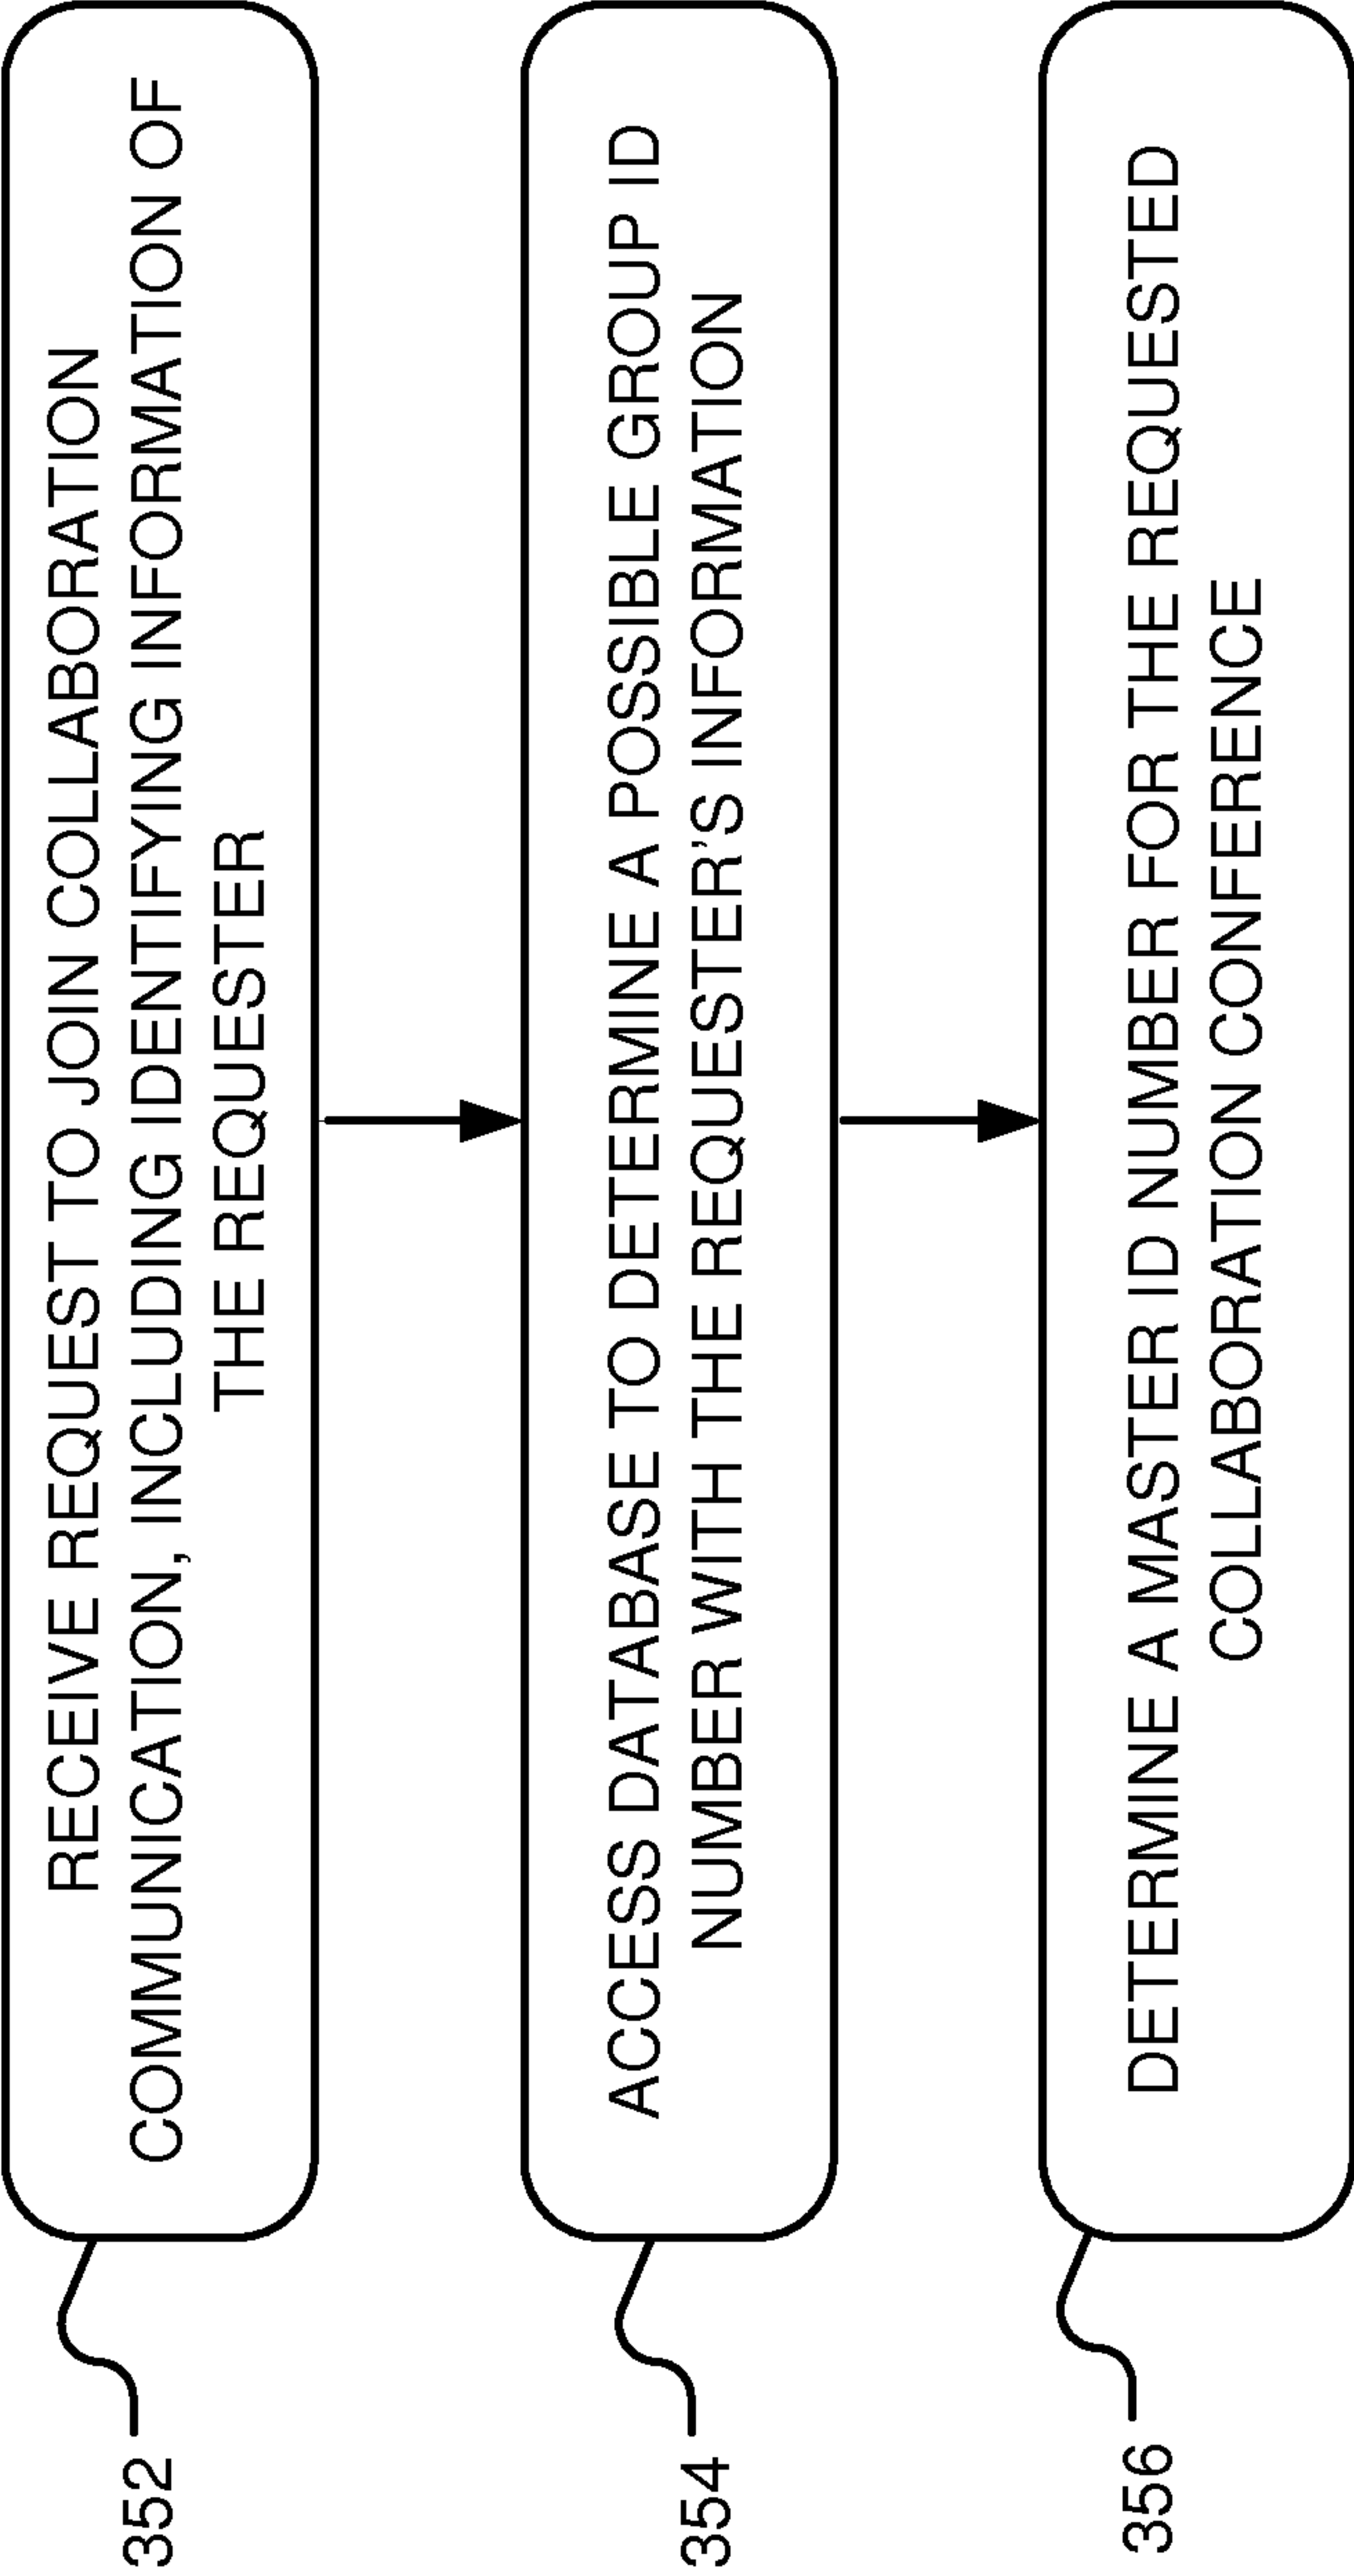 352
RECEIVE REQUEST TO JOIN COLLABORATION
COMMUNICATION, INCLUDING IDENTIFYING INFORMATION OF
THE REQUESTER
354
ACCESS DATABASE TO DETERMINE A POSSIBLE GROUP ID
NUMBER WITH THE REQUESTER'S INFORMATION
356
DETERMINE A MASTER ID NUMBER FOR THE REQUESTED
COLLABORATION CONFERENCE